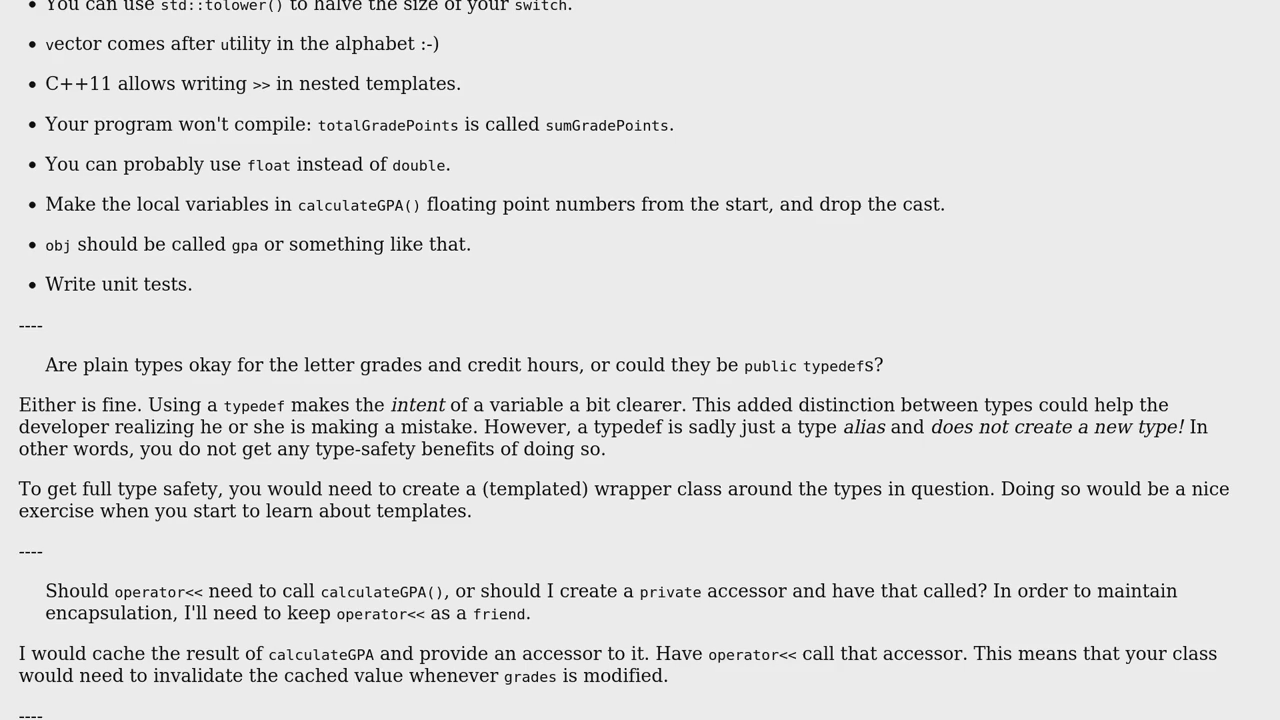 You can use std::tolower() to halve the size of your switch.
vector comes after utility in the alphabet :-)
C++11 allows writing >> in nested templates.
Your program won't compile: totalGradePoints is called sumGradePoints.
You can probably use float instead of double.
Make the local variables in calculateGPA() floating point numbers from the start, and drop the cast.
obj should be called gpa or something like that.
Write unit tests.
----
Are plain types okay for the letter grades and credit hours, or could they be public typedefs?
Either is fine. Using a typedef makes the intent of a variable a bit clearer. This added distinction between types could help the
developer realizing he or she is making a mistake. However, a typedef is sadly just a type alias and does not create a new type! In
other words, you do not get any type-safety benefits of doing so.
To get full type safety, you would need to create a (templated) wrapper class around the types in question. Doing so would be a nice
exercise when you start to learn about templates.
----
Should operator<< need to call calculateGPA(), or should I create a private accessor and have that called? In order to maintain
encapsulation, I'll need to keep operator<< as a friend.
I would cache the result of calculateGPA and provide an accessor to it. Have operator<< call that accessor. This means that your class
would need to invalidate the cached value whenever grades is modified.
----